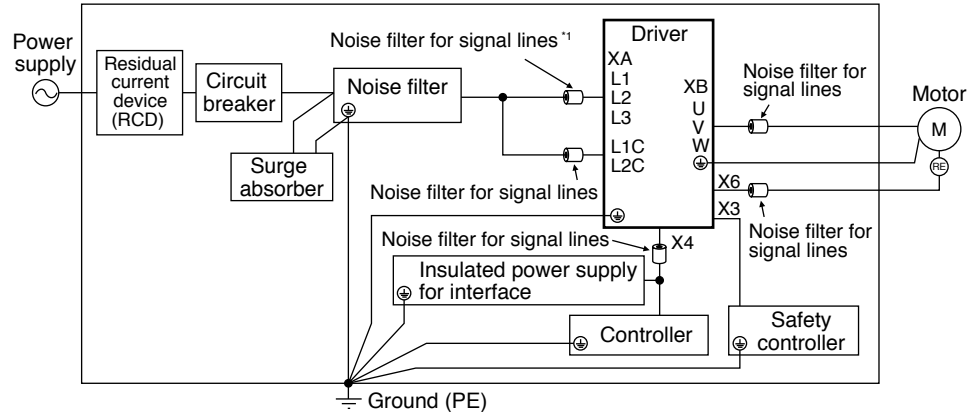 Power
supply
Residual
current
device
(RCD)
Circuit
breaker
Noise filter
Surge
absorber
Noise filter for signal lines *1
Noise filter for signal lines
Driver
XA
L1
L2
L3
L1C
L2C
XB
U
V
W
X6
X3
X4
Noise filter for
signal lines
Motor
M
RE
Noise filter for
signal lines
Noise filter for signal lines
Insulated power supply
for interface
Controller
Safety
controller
Ground (PE)